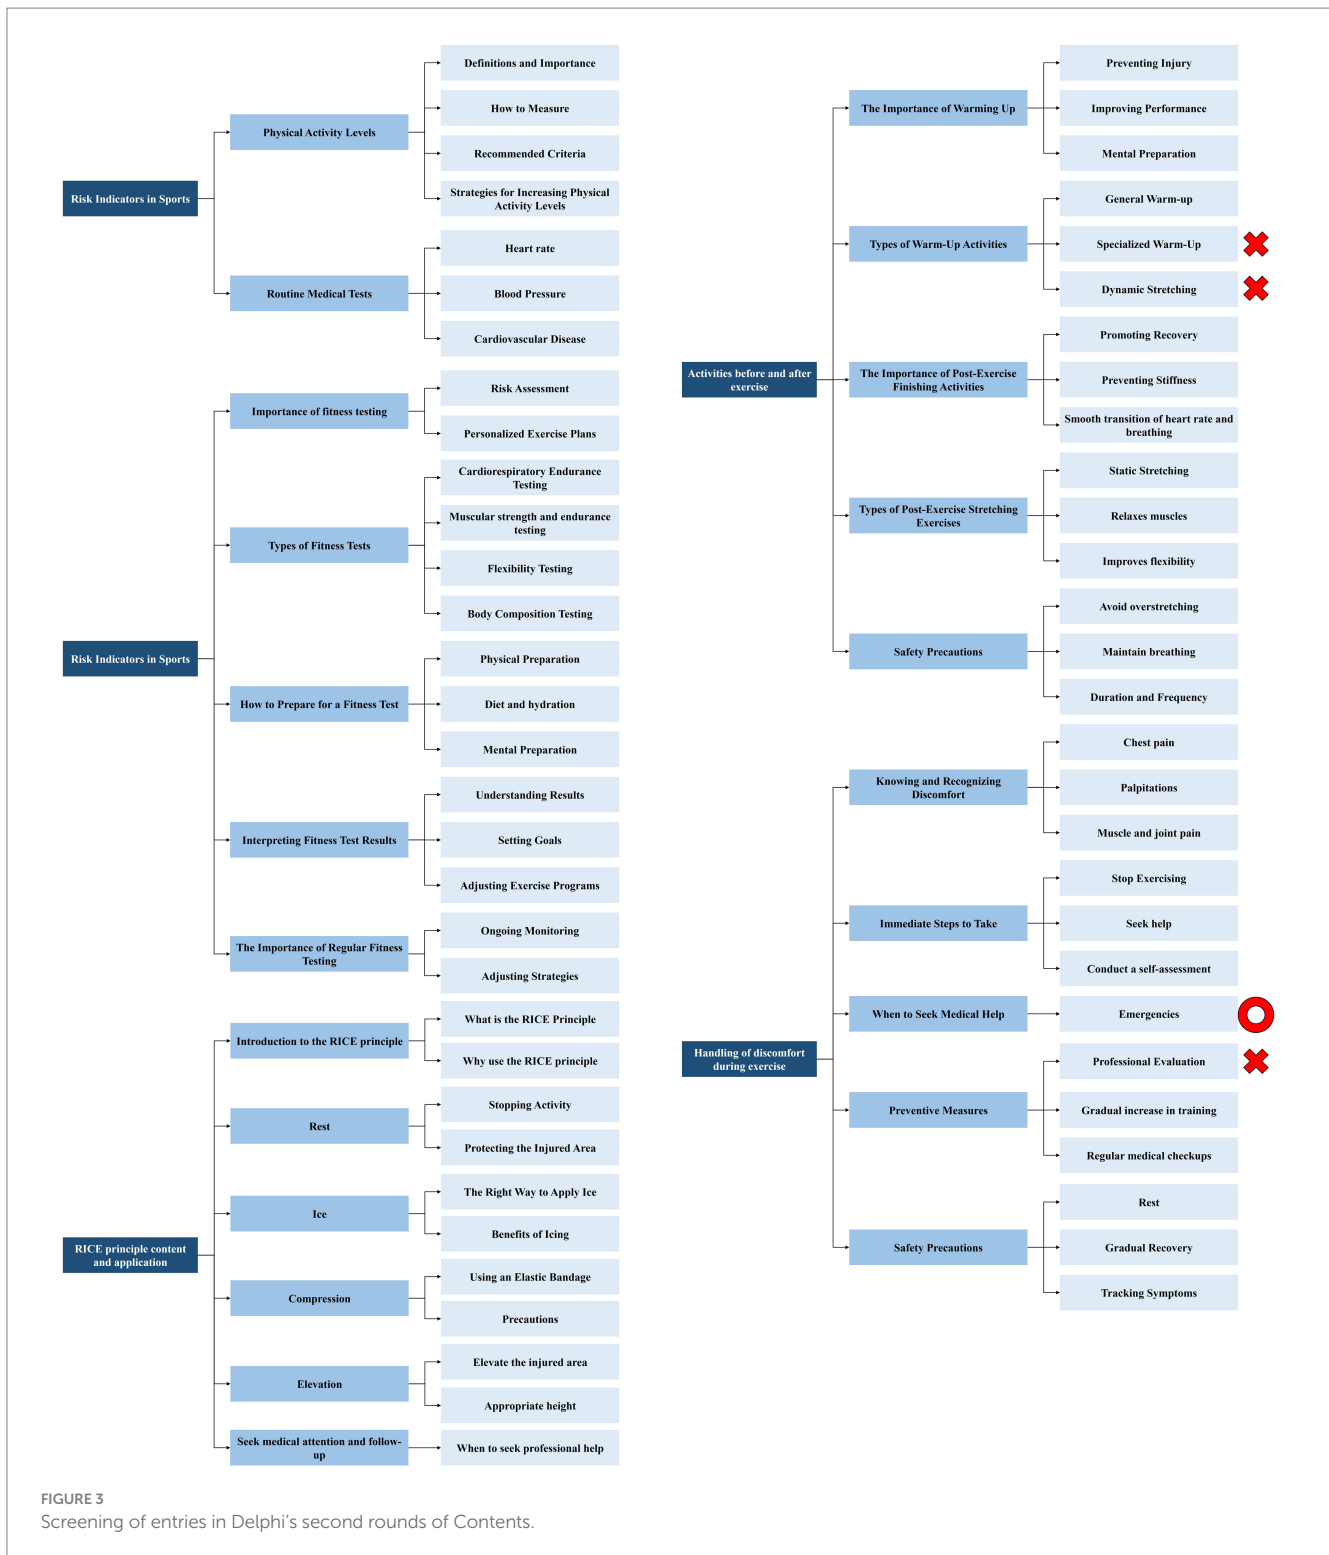 Risk Indicators in Sports
Physical Activity Levels
Definitions and Importance
How to Measure
Recommended Criteria
Strategies for Increasing Physical
Activity Levels
Routine Medical Tests
Heart rate
Blood Pressure
Cardiovascular Disease
Risk Indicators in Sports
Importance of fitness testing
Risk Assessment
Personalized Exercise Plans
Types of Fitness Tests
Cardiorespiratory Endurance
Testing
Muscular strength and endurance
testing
Flexibility Testing
Body Composition Testing
How to Prepare for a Fitness Test
Physical Preparation
Diet and hydration
Mental Preparation
Interpreting Fitness Test Results
Understanding Results
Setting Goals
Adjusting Exercise Programs
The Importance of Regular Fitness
Testing
Ongoing Monitoring
Adjusting Strategies
RICE principle content
and application
Introduction to the RICE principle
What is the RICE Principle
Why use the RICE principle
Rest
Stopping Activity
Protecting the Injured Area
Ice
The Right Way to Apply Ice
Benefits of Icing
Compression
Using an Elastic Bandage
Precautions
Elevation
Elevate the injured area
Appropriate height
Seek medical attention and follow-
up
When to seek professional help
Activities before and after
exercise
The Importance of Warming Up
Preventing Injury
Improving Performance
Mental Preparation
Types of Warm-Up Activities
General Warm-up
Specialized Warm-Up
Dynamic Stretching
The Importance of Post-Exercise
Finishing Activities
Promoting Recovery
Preventing Stiffness
Smooth transition of heart rate and
breathing
Types of Post-Exercise Stretching
Exercises
Static Stretching
Relaxes muscles
Improves flexibility
Safety Precautions
Avoid overstretching
Maintain breathing
Duration and Frequency
Handling of discomfort
during exercise
Knowing and Recognizing
Discomfort
Chest pain
Palpitations
Muscle and joint pain
Immediate Steps to Take
Stop Exercising
Seek help
Conduct a self-assessment
When to Seek Medical Help
Emergencies
Preventive Measures
Professional Evaluation
Gradual increase in training
Regular medical checkups
Safety Precautions
Rest
Gradual Recovery
Tracking Symptoms
FIGURE 3
Screening of entries in Delphi's second rounds of Contents.